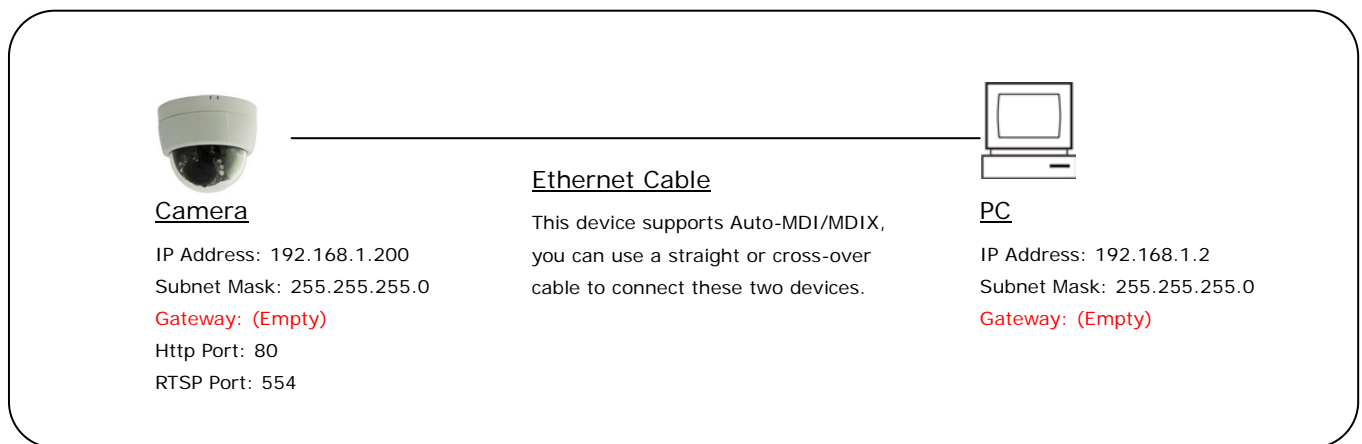 Camera
IP Address: 192.168.1.200
Subnet Mask: 255.255.255.0
Gateway: (Empty)
Http Port: 80
RTSP Port: 554
Ethernet Cable
This device supports Auto-MDI/MDIX,
you can use a straight or cross-over
cable to connect these two devices.
PC
IP Address: 192.168.1.2
Subnet Mask: 255.255.255.0
Gateway: (Empty)